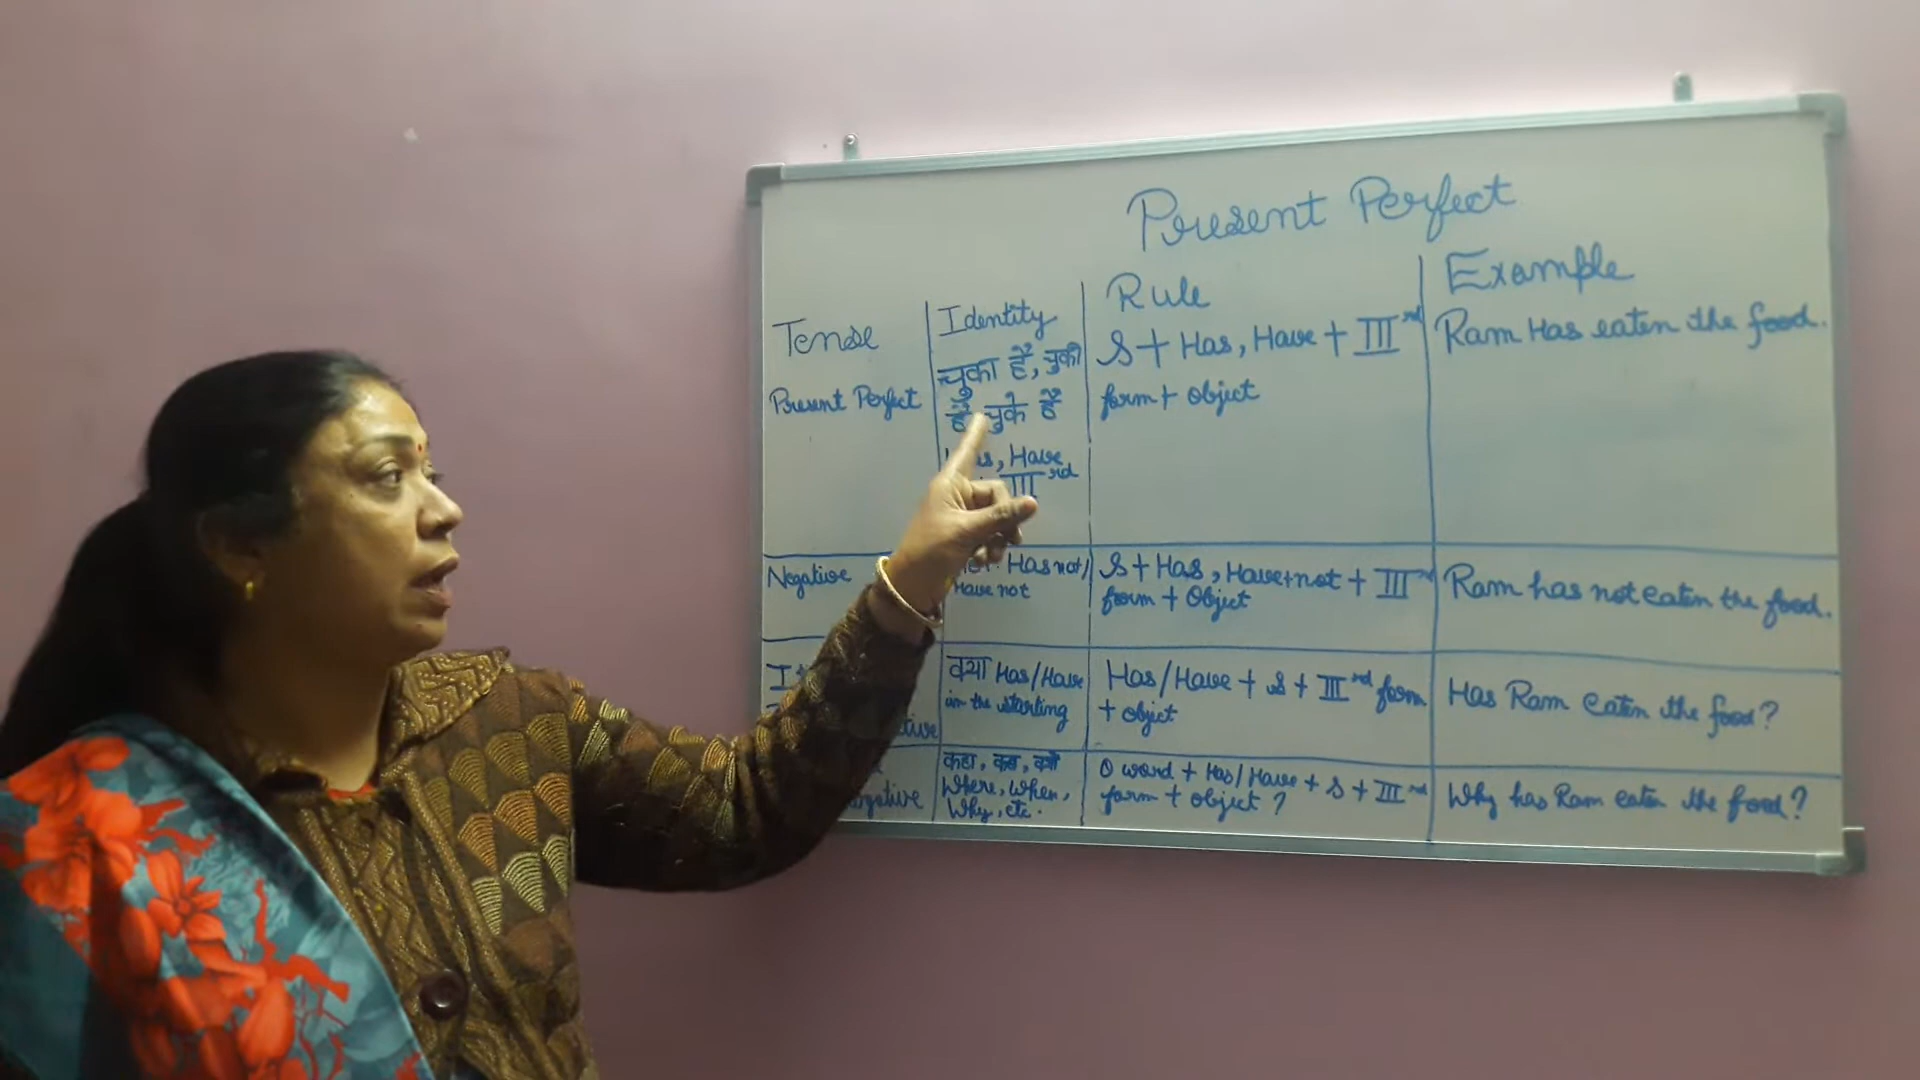 Present Perfect
Tense
Identity
Rule
Example
Present Perfect
चुका है, चुकी
है चुके है
Has, Have
III rd
S + Has, Have + III rd
form + object
Ram Has eaten the food.
Negative
Has not /
Have not
S + Has, Have+not + III rd
form + Object
Ram has not eaten the food.
क्या Has/Have
in the starting
Has/Have + S + III rd form
+ object
Has Ram eaten the food?
कहा, कब, क्यों
Where, When,
Why, etc.
Q word + Has/Have + S + III rd
form + object ?
Why has Ram eaten the food?